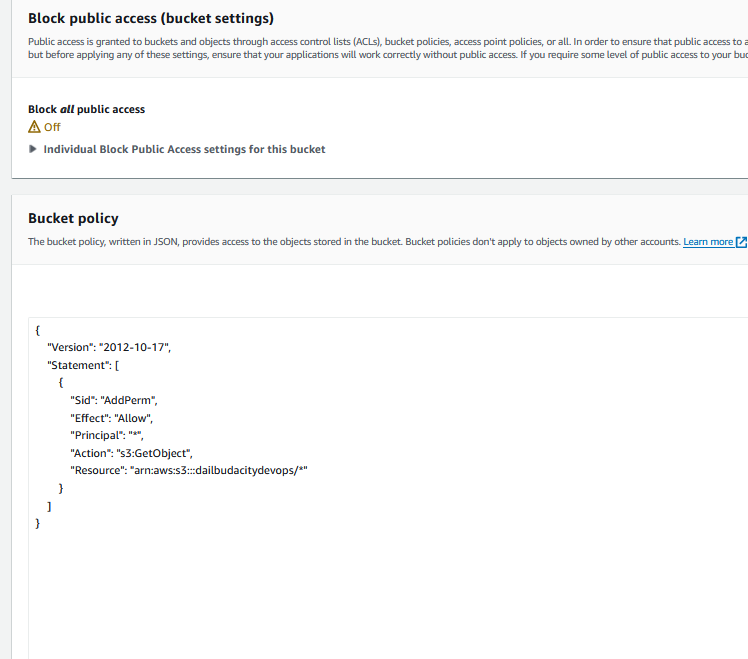 Block public access (bucket settings)
Public access is granted to buckets and objects through access control lists (ACLs), bucket policies, access point policies, or all. In order to ensure that public access to a
but before applying any of these settings, ensure that your applications will work correctly without public access. If you require some level of public access to your buc
Block all public access
Off
Individual Block Public Access settings for this bucket
Bucket policy
The bucket policy, written in JSON, provides access to the objects stored in the bucket. Bucket policies don't apply to objects owned by other accounts. Learn more
{
"Version": "2012-10-17",
"Statement": [
{
"Sid": "AddPerm",
"Effect": "Allow",
"Principal": "*",
"Action": "s3:GetObject",
"Resource": "arn:aws:s3:::dailbudacitydevops/*"
}
]
}